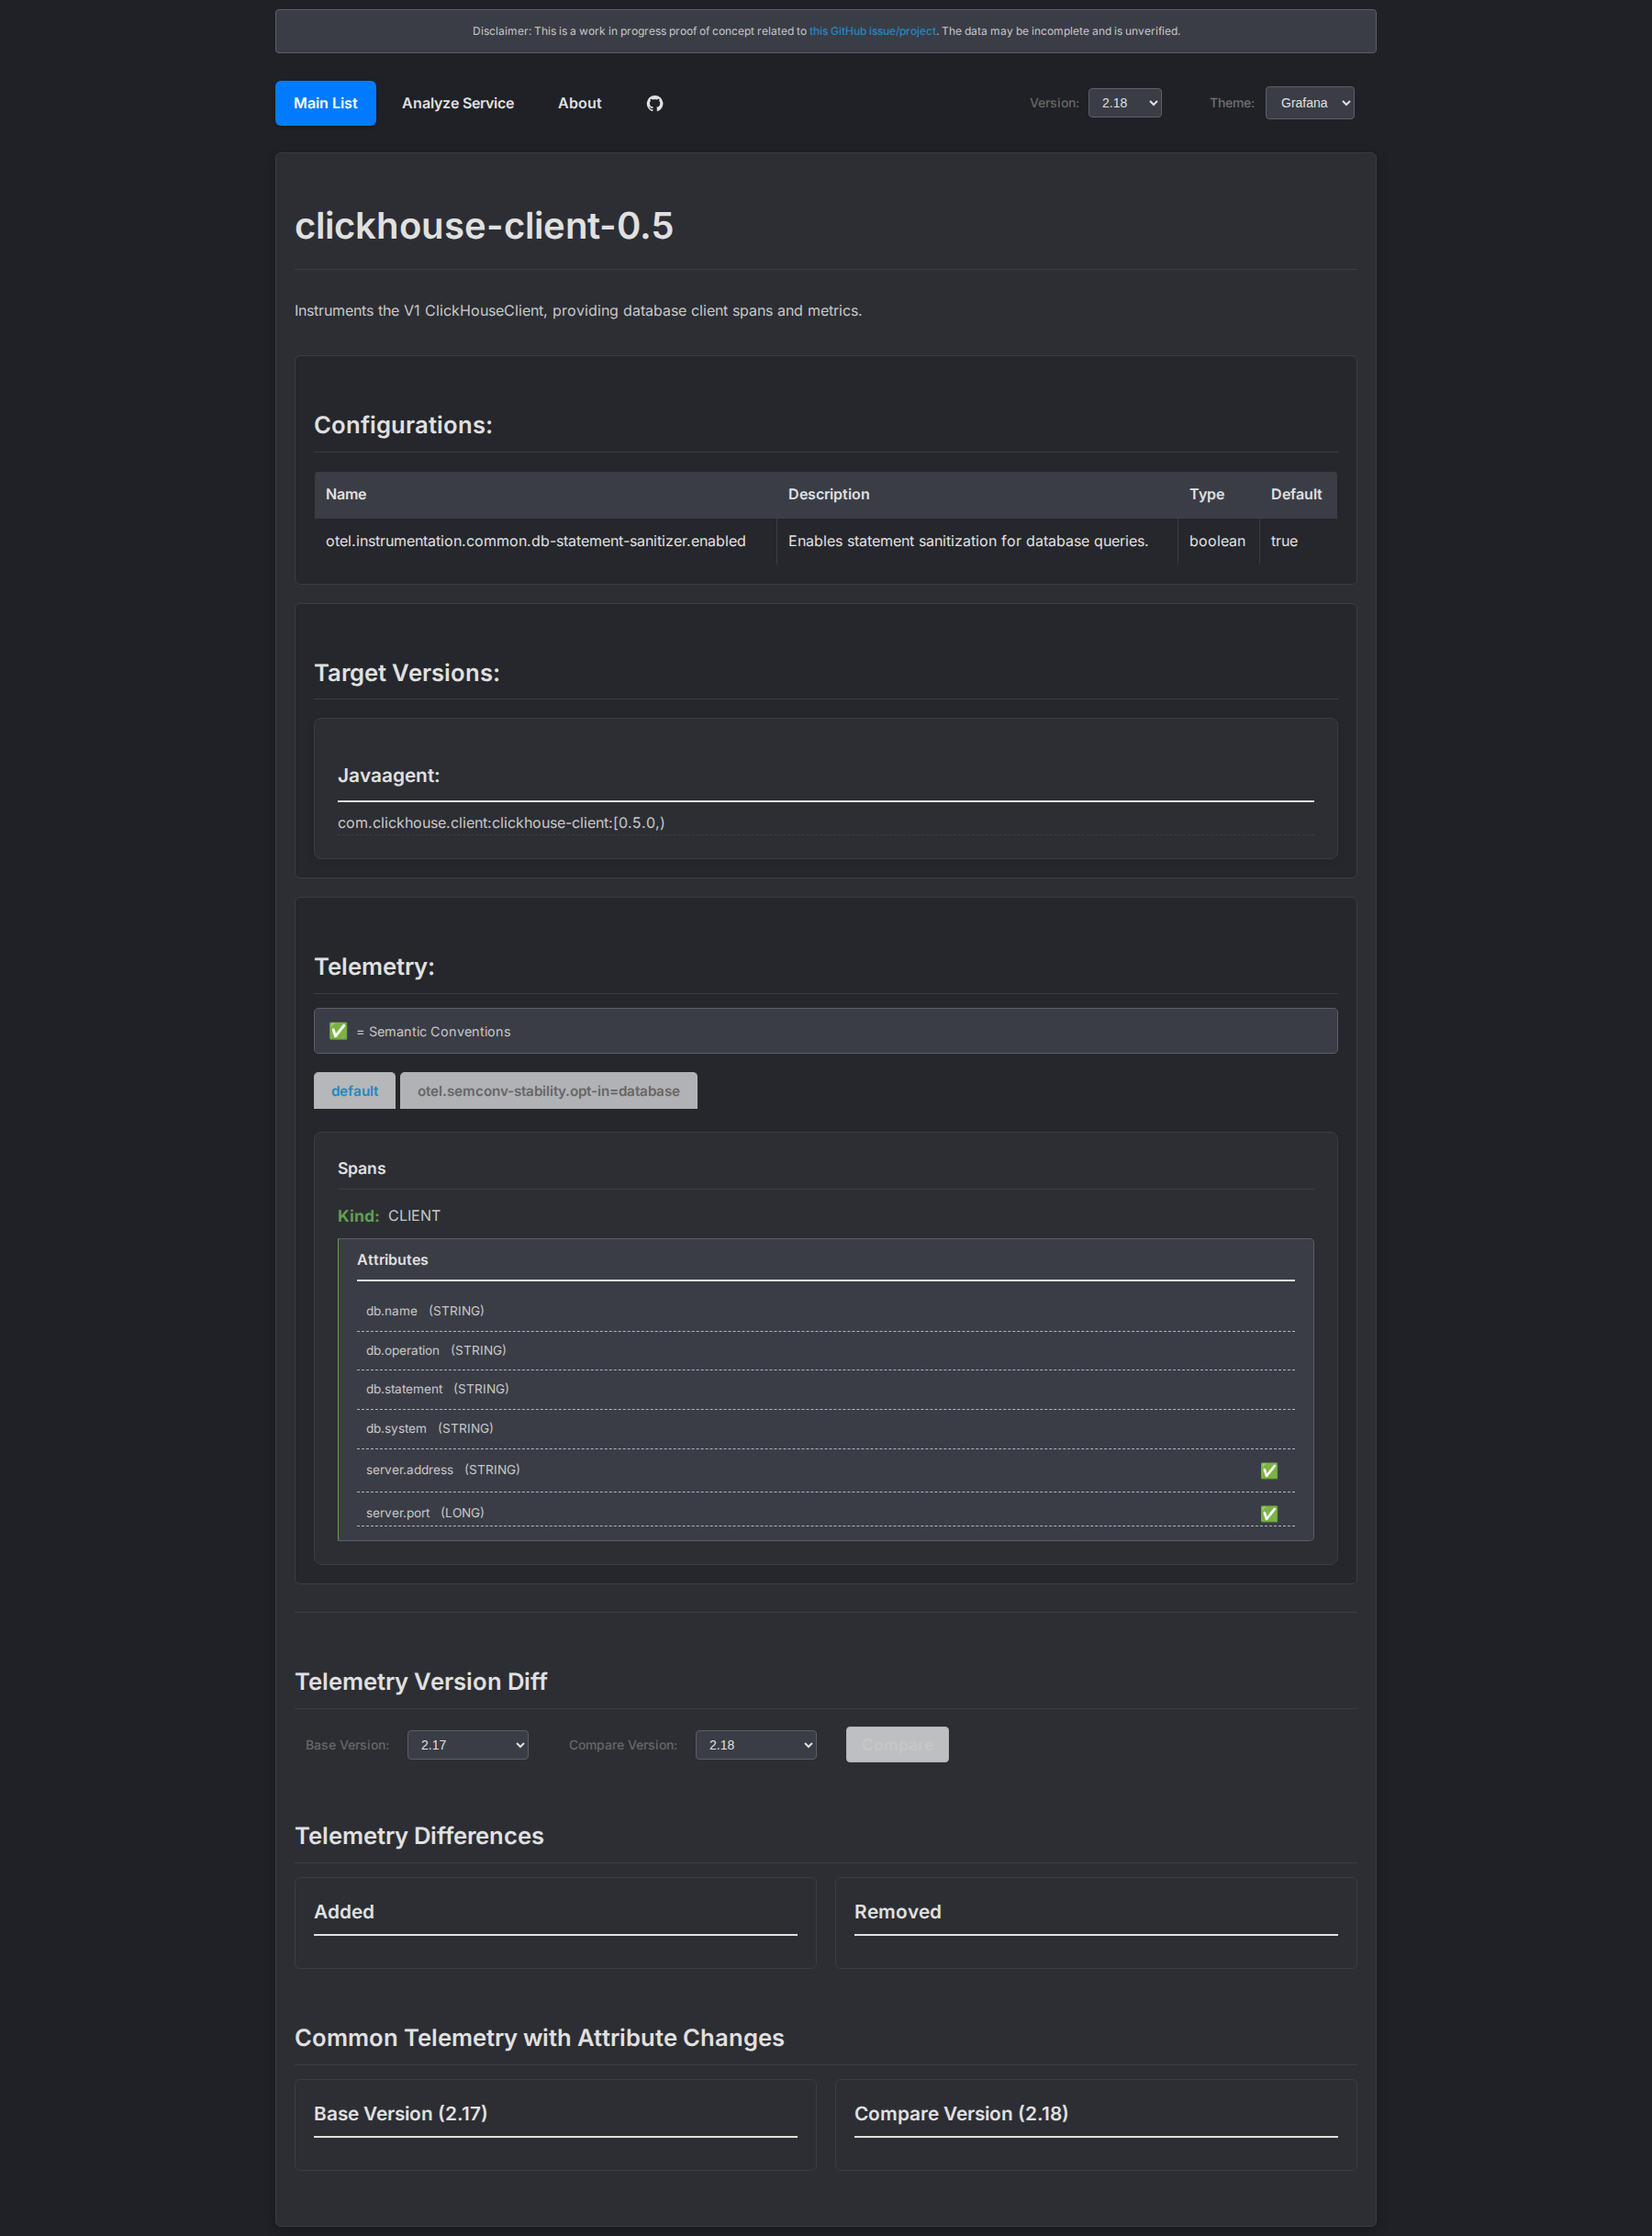 Disclaimer: This is a work in progress proof of concept related to this GitHub issue/project. The data may be incomplete and is unverified.
Main List
Analyze Service
About
Version:
2.18
Theme:
Grafana
clickhouse-client-0.5
Instruments the V1 ClickHouseClient, providing database client spans and metrics.
Configurations:
Name Description Type Default
otel.instrumentation.common.db-statement-sanitizer.enabled Enables statement sanitization for database queries. boolean true
Target Versions:
Javaagent:
com.clickhouse.client:clickhouse-client:[0.5.0,)
Telemetry:
✅ = Semantic Conventions
default
otel.semconv-stability.opt-in=database
Spans
Kind: CLIENT
Attributes
db.name (STRING)
db.operation (STRING)
db.statement (STRING)
db.system (STRING)
server.address (STRING) ✅
server.port (LONG) ✅
Telemetry Version Diff
Base Version: 2.17 Compare Version: 2.18 Compare
Telemetry Differences
Added
Removed
Common Telemetry with Attribute Changes
Base Version (2.17)
Compare Version (2.18)